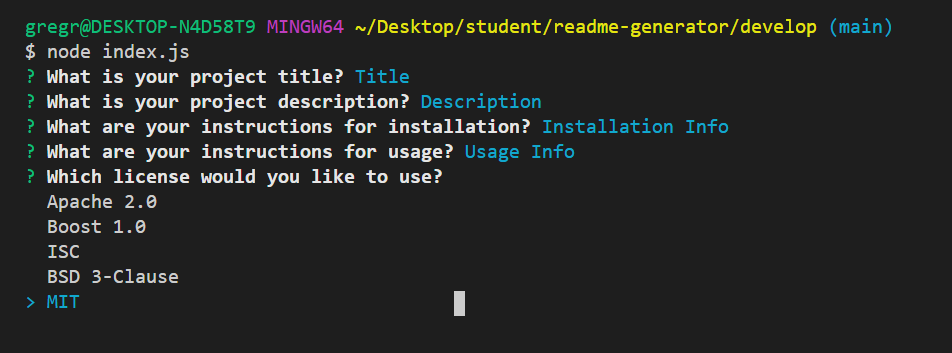 gregr@DESKTOP-N4D58T9 MINGW64 ~/Desktop/student/readme-generator/develop (main)
$ node index.js
? What is your project title? Title
? What is your project description? Description
? What are your instructions for installation? Installation Info
? What are your instructions for usage? Usage Info
? Which license would you like to use?
Apache 2.0
Boost 1.0
ISC
BSD 3-Clause
> MIT